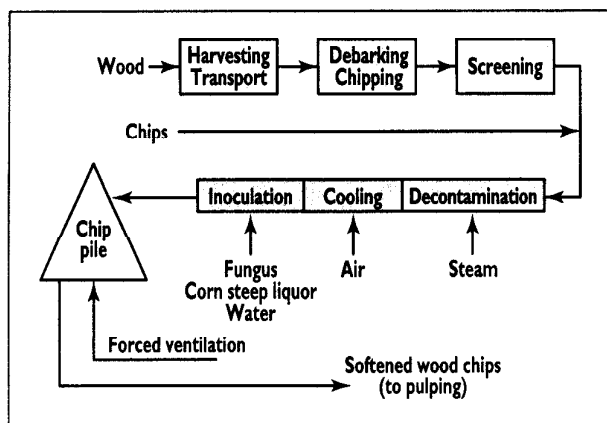 Wood
Harvesting
Transport
Debarking
Chipping
Screening
Chips
Inoculation
Cooling
Decontamination
Chip
pile
Fungus
Corn steep liquor
Water
Air
Steam
Forced ventilation
Softened wood chips
(to pulping)